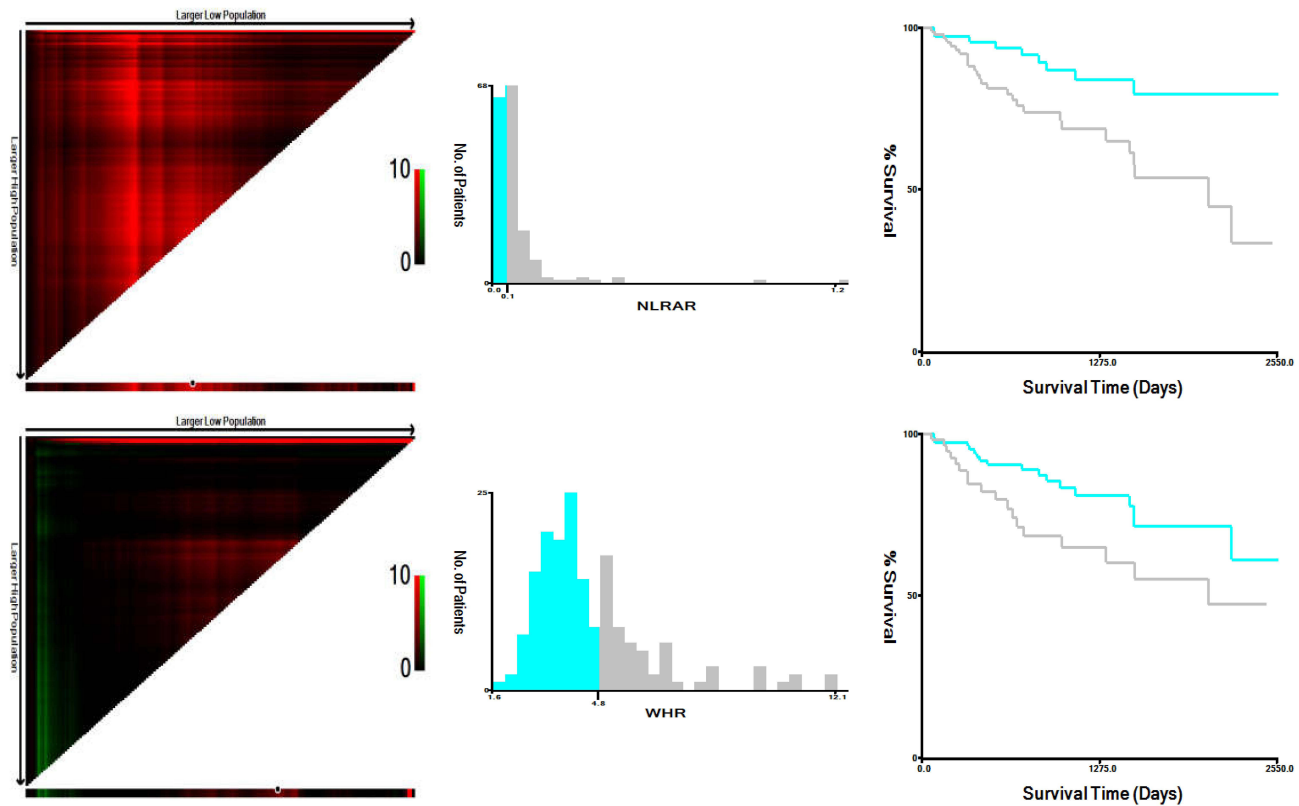 Larger Low Population
Larger High Population
10
0
68
No. of Patients
0
0.0
0.1
1.2
NLRAR
100
% Survival
50
0
0.0
1275.0
2550.0
Survival Time (Days)
Larger Low Population
Larger High Population
10
0
25
No. of Patients
0
1.6
4.8
12.1
WHR
100
% Survival
50
0
0.0
1275.0
2550.0
Survival Time (Days)